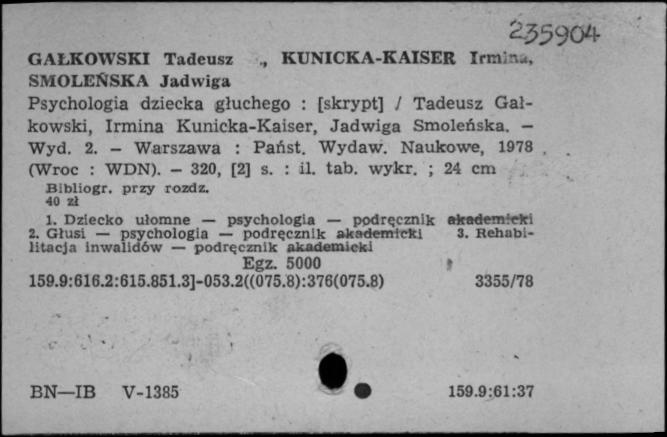 235904
GAŁKOWSKI Tadeusz ., KUNICKA-KAISER Irmina,
SMOLEŃSKA Jadwiga
Psychologia dziecka głuchego : [skrypt] / Tadeusz Gał-
kowski, Irmina Kunicka-Kaiser, Jadwiga Smoleńska. —
Wyd. 2. — Warszawa : Państ. Wydaw. Naukowe, 1978
(Wroc : WDN). — 320, [2] s. : il. tab. wykr. ; 24 cm
Bibliogr. przy rozdz.
40 zł
1. Dziecko ułomne — psychologia — podręcznik akademicki
2. Głusi — psychologia — podręcznik akademicki 3. Rehabi-
litacja inwalidów — podręcznik akademicki
Egz. 5000
159.9:616.2:615.851.3]-053.2((075.8):376(075.8) 3355/78
BN—IB V-1385 159.9:61:37